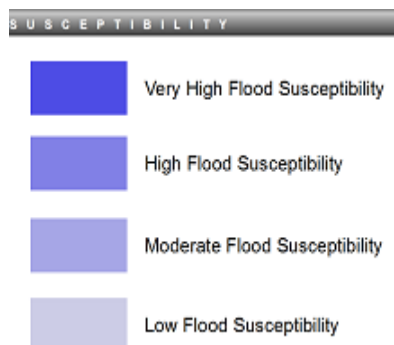 SUSCEPTIBILITY
Very High Flood Susceptibility
High Flood Susceptibility
Moderate Flood Susceptibility
Low Flood Susceptibility